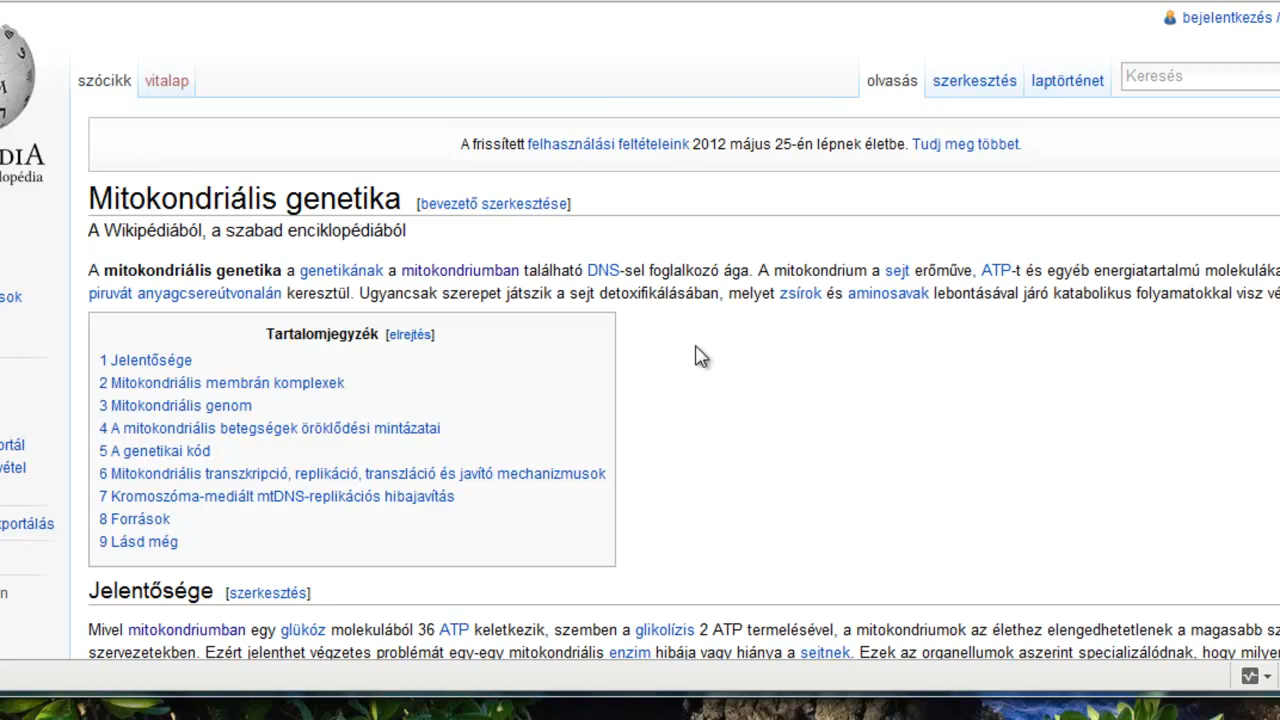 bejelentkezés /
szócikk vitalap olvasás szerkesztés laptörténet Keresés
A frissített felhasználási feltételeink 2012 május 25-én lépnek életbe. Tudj meg többet.
DIA
lopédia
Mitokondriális genetika [bevezető szerkesztése]
A Wikipédiából, a szabad enciklopédiából
A mitokondriális genetika a genetikának a mitokondriumban található DNS-sel foglalkozó ága. A mitokondrium a sejt erőműve, ATP-t és egyéb energiatartalmú moleku
piruvát anyagcsereútvonalán keresztül. Ugyancsak szerepet játszik a sejt detoxifikálásában, melyet zsírok és aminosavak lebontásával járó katabolikus folyamatokkal visz vé
sok
Tartalomjegyzék [elrejtés]
1 Jelentősége
2 Mitokondriális membrán komplexek
3 Mitokondriális genom
4 A mitokondriális betegségek öröklődési mintázatai
5 A genetikai kód
6 Mitokondriális transzkripció, replikáció, transzláció és javító mechanizmusok
7 Kromoszóma-mediált mtDNS-replikációs hibajavítás
8 Források
9 Lásd még
ortál
vétel
portálás
n
Jelentősége [szerkesztés]
Mivel mitokondriumban egy glükóz molekulából 36 ATP keletkezik, szemben a glikolízis 2 ATP termelésével, a mitokondriumok az élethez elengedhetetlenek a magasabb sz
szervezetekben. Ezért jelenthet végzetes problémát egy-egy mitokondriális enzim hibája vagy hiánya a sejtnek. Ezek az organellumok aszerint specializálódnak, hogy milye